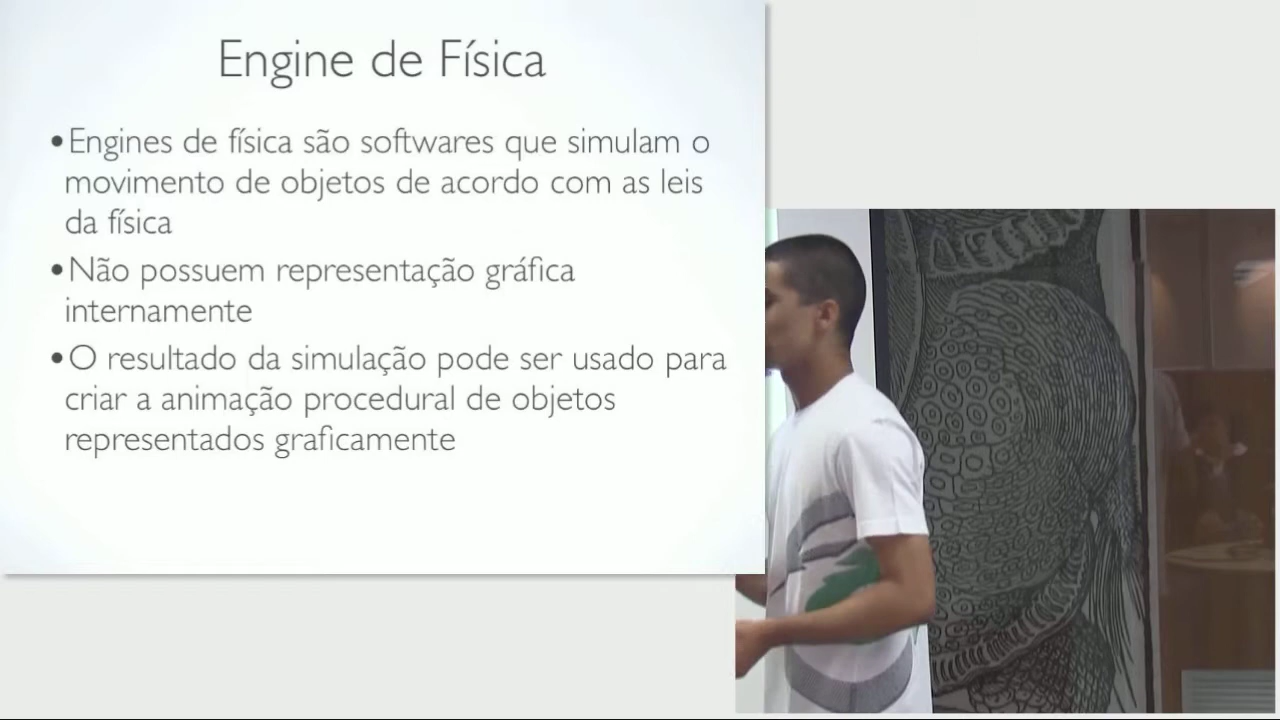 Engine de Física
•Engines de física são softwares que simulam o
movimento de objetos de acordo com as leis
da física
•Não possuem representação gráfica
internamente
•O resultado da simulação pode ser usado para
criar a animação procedural de objetos
representados graficamente